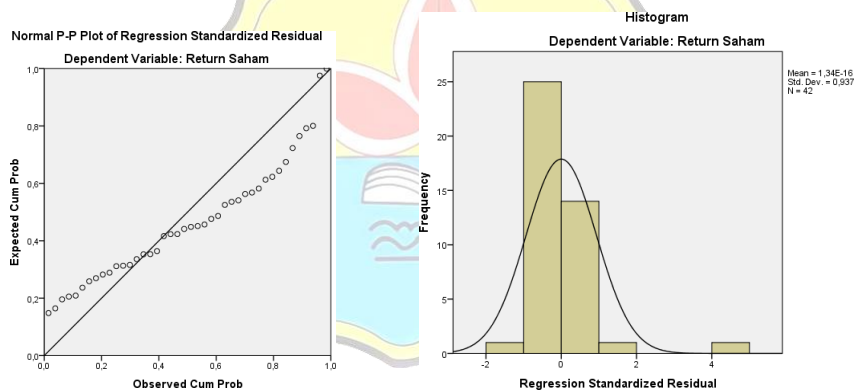 Normal P-P Plot of Regression Standardized Residual
Dependent Variable: Return Saham
Expected Cum Prob
1,0
0,8
0,6
0,4
0,2
0,0
0,0 0,2 0,4 0,6 0,8 1,0
Observed Cum Prob
Histogram
Dependent Variable: Return Saham
Mean = 1,34E-16
Std. Dev. = 0,937
N = 42
Frequency
25
20
15
10
5
0
-2 0 2 4
Regression Standardized Residual